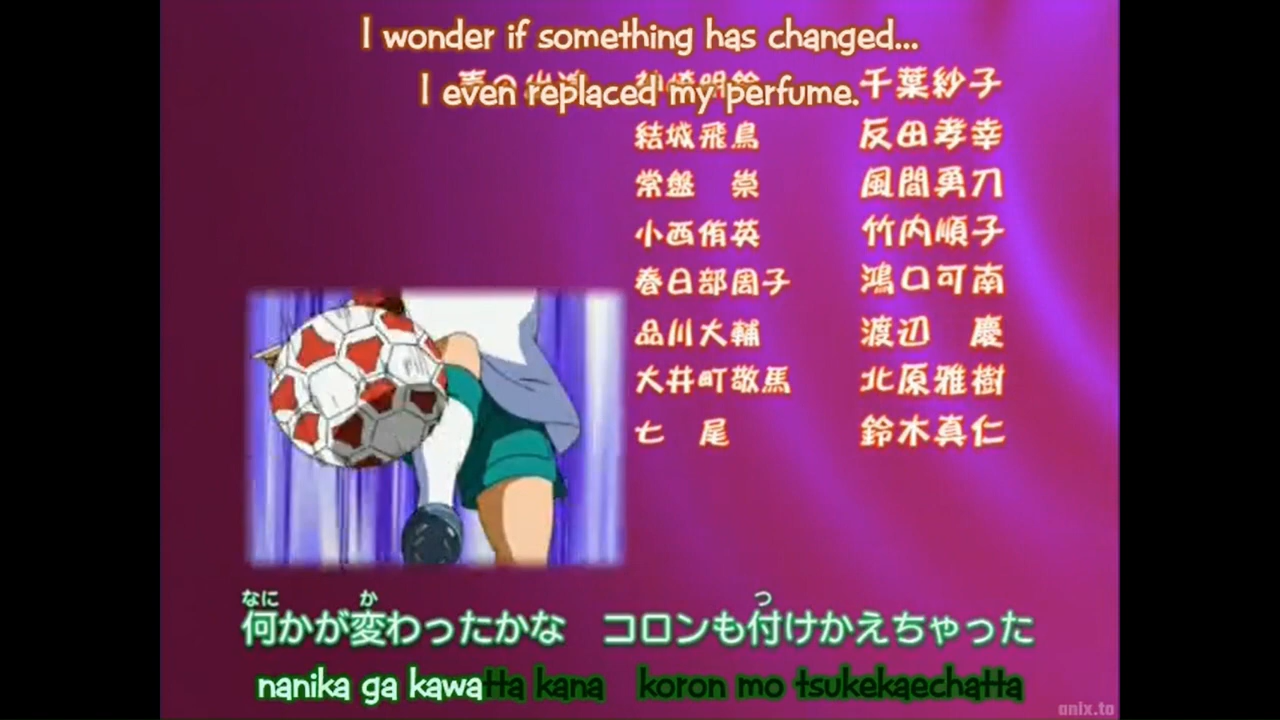 I wonder if something has changed...
I even replaced my perfume.
声の出演 千葉紗子
結城飛鳥 反田孝幸
常盤 崇 風間勇刀
小西侑英 竹内順子
春日部周子 鴻口可南
品川大輔 渡辺 慶
大井町敬馬 北原雅樹
七 尾 鈴木真仁
なに か つ
何かが変わったかな コロンも付けかえちゃった
nanika ga kawatta kana koron mo tsukekaechatta
anix.to